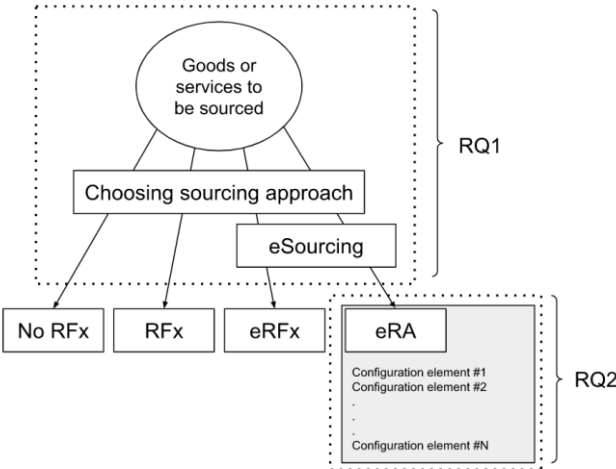 Goods or
services to
be sourced
RQ1
Choosing sourcing approach
eSourcing
No RFx
RFx
eRFx
eRA
Configuration element #1
Configuration element #2
.
.
.
Configuration element #N
RQ2